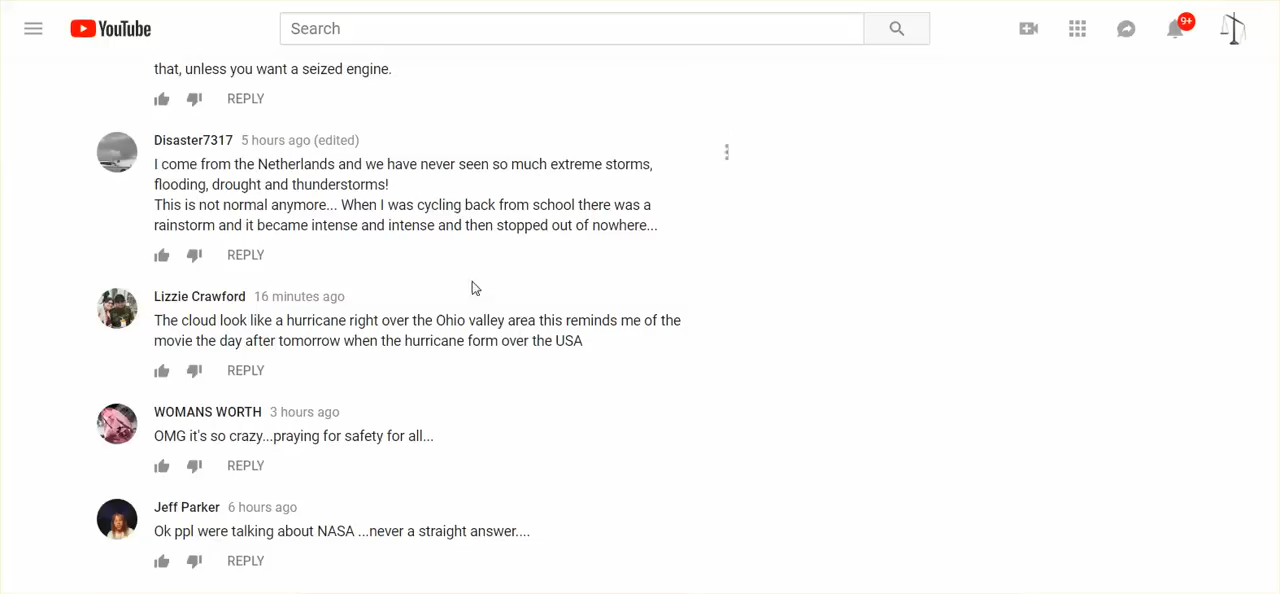 YouTube
Search
9+
that, unless you want a seized engine.
REPLY
Disaster7317 5 hours ago (edited)
I come from the Netherlands and we have never seen so much extreme storms,
flooding, drought and thunderstorms!
This is not normal anymore... When I was cycling back from school there was a
rainstorm and it became intense and intense and then stopped out of nowhere...
REPLY
Lizzie Crawford 16 minutes ago
The cloud look like a hurricane right over the Ohio valley area this reminds me of the
movie the day after tomorrow when the hurricane form over the USA
REPLY
WOMANS WORTH 3 hours ago
OMG it's so crazy...praying for safety for all...
REPLY
Jeff Parker 6 hours ago
Ok ppl were talking about NASA ...never a straight answer....
REPLY